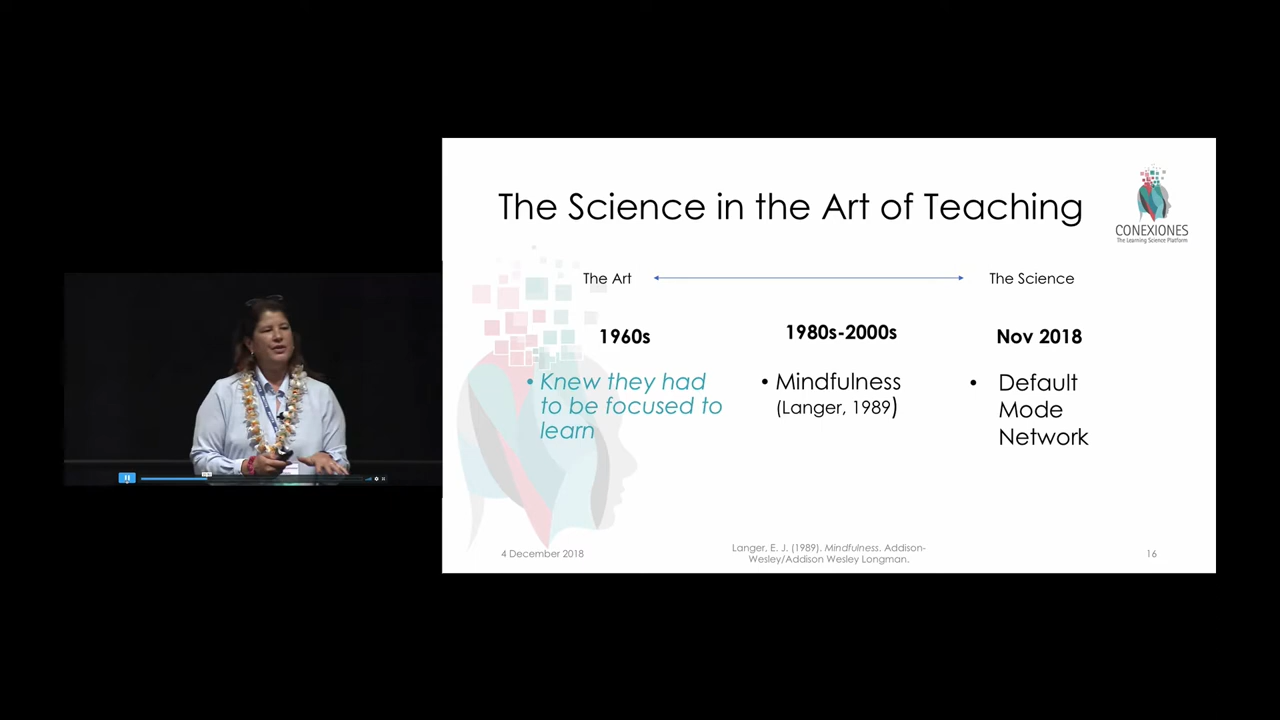 The Science in the Art of Teaching
CONEXIONES
The Learning Science Platform
The Art
The Science
1960s
1980s-2000s
Nov 2018
• Knew they had
to be focused to
learn
• Mindfulness
(Langer, 1989)
• Default
Mode
Network
4 December 2018
Langer, E. J. (1989). Mindfulness. Addison-
Wesley/Addison Wesley Longman.
16